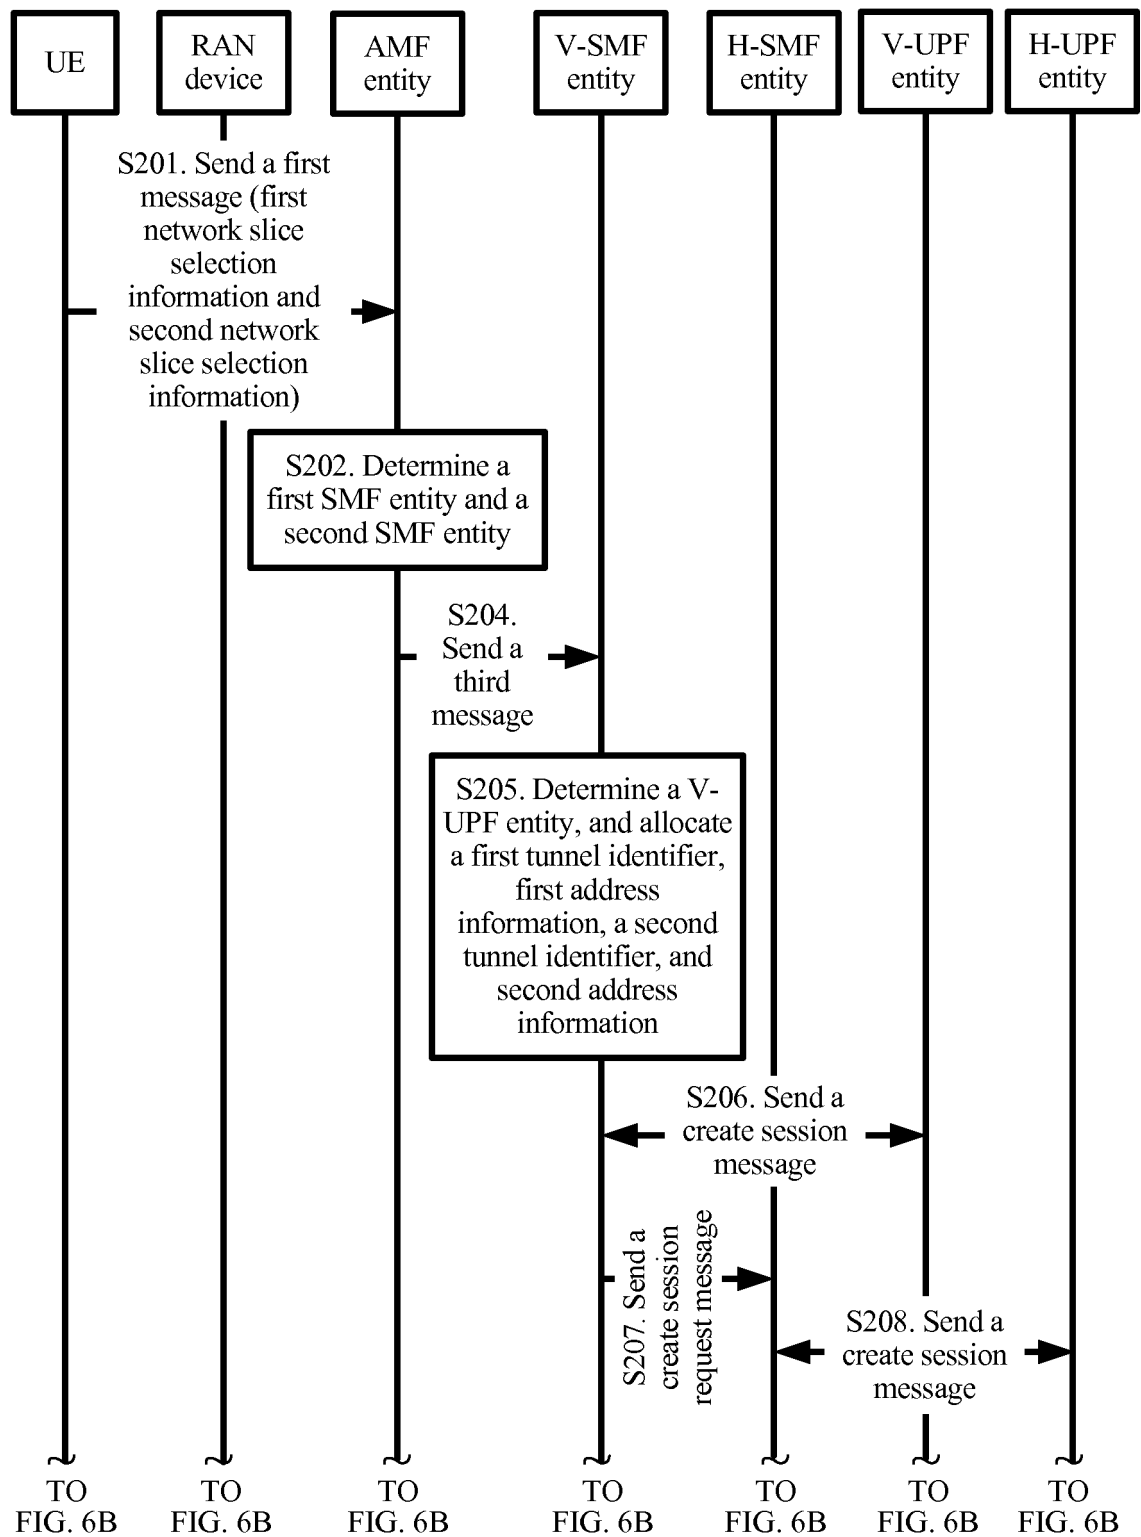 UE
RAN
device
AMF
entity
V-SMF
entity
H-SMF
entity
V-UPF
entity
H-UPF
entity
S201. Send a first
message (first
network slice
selection
information and
second network
slice selection
information)
S202. Determine a
first SMF entity and a
second SMF entity
S204.
Send a
third
message
S205. Determine a V-
UPF entity, and allocate
a first tunnel identifier,
first address
information, a second
tunnel identifier, and
second address
information
S206. Send a
create session
message
S207. Send a
create session
request message
S208. Send a
create session
message
TO
FIG. 6B
TO
FIG. 6B
TO
FIG. 6B
TO
FIG. 6B
TO
FIG. 6B
TO
FIG. 6B
TO
FIG. 6B